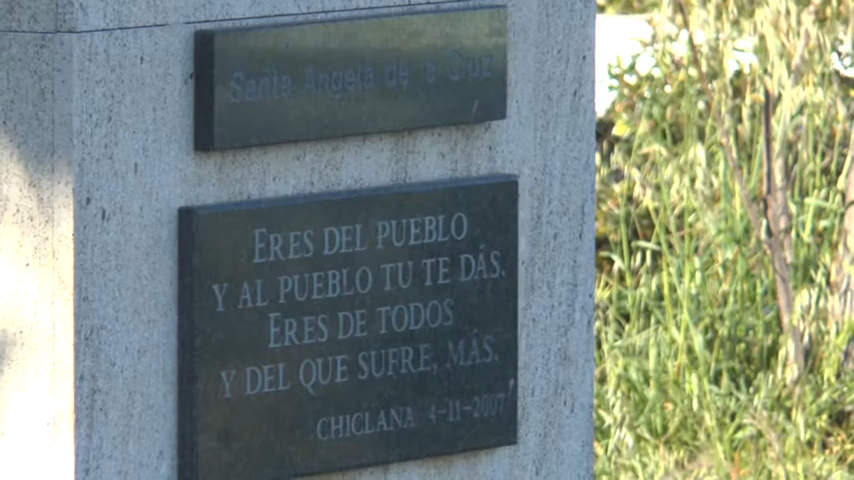 Santa Angela de la Cruz
ERES DEL PUEBLO
Y AL PUEBLO TU TE DÁS.
ERES DE TODOS
Y DEL QUE SUFRE, MÁS.
CHICLANA 4-11-2007